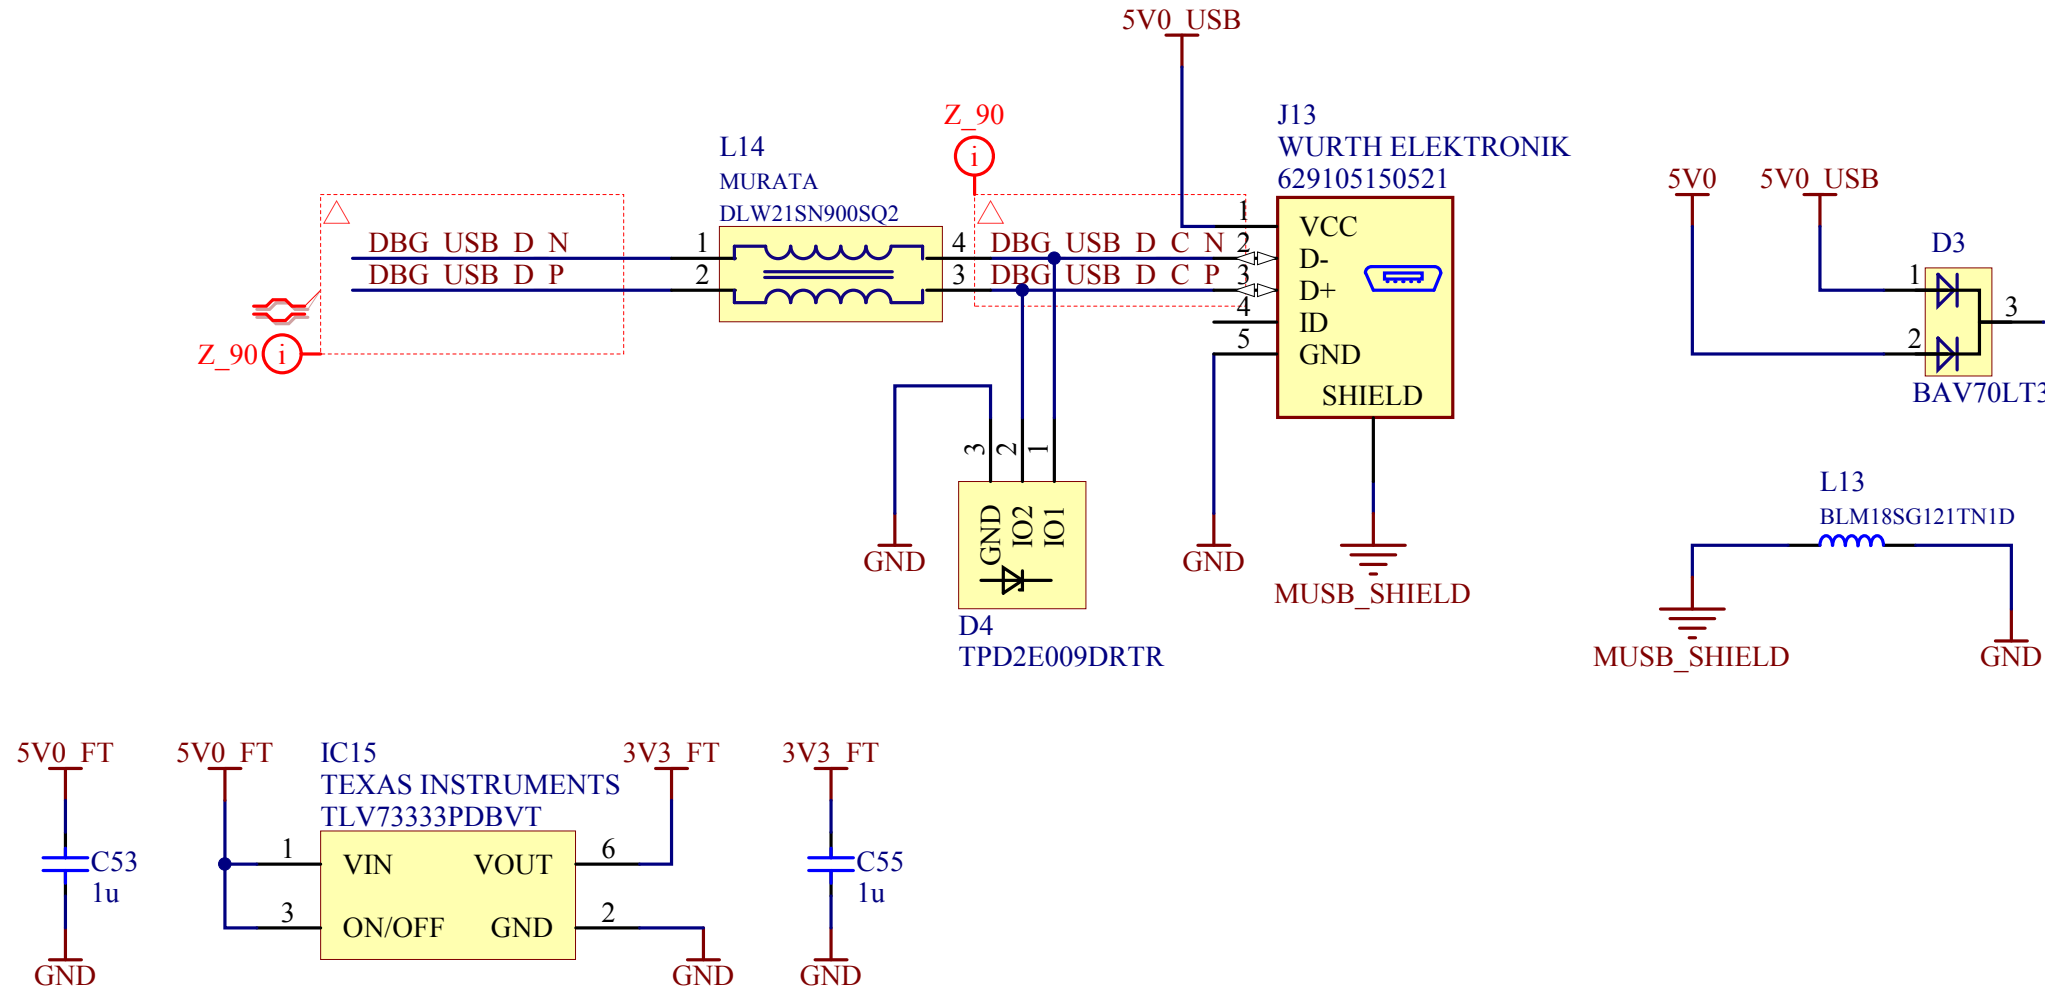 5V0_USB
Z_90
i
J13
WURTH ELEKTRONIK
629105150521
L14
MURATA
DLW21SN900SQ2
DBG_USB_D_N
DBG_USB_D_P
1
2
4
3
DBG_USB_D_C_N
DBG_USB_D_C_P
1
2
3
4
5
VCC
D-
D+
ID
GND
SHIELD
Z_90
i
3
2
1
GND
IO2
IO1
GND
D4
TPD2E009DRTR
GND
MUSB_SHIELD
5V0
5V0_USB
D3
1
2
3
BAV70LT3
L13
BLM18SG121TN1D
MUSB_SHIELD
GND
5V0_FT
C53
1u
GND
5V0_FT
IC15
TEXAS INSTRUMENTS
TLV73333PDBVT
1
3
VIN
ON/OFF
VOUT
GND
6
2
3V3_FT
GND
3V3_FT
C55
1u
GND